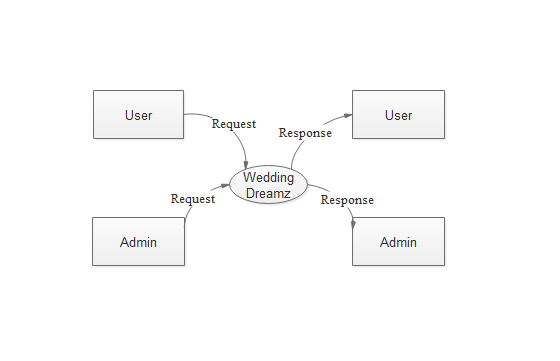 User
User
Request
Response
Wedding
Dreamz
Request
Response
Admin
Admin